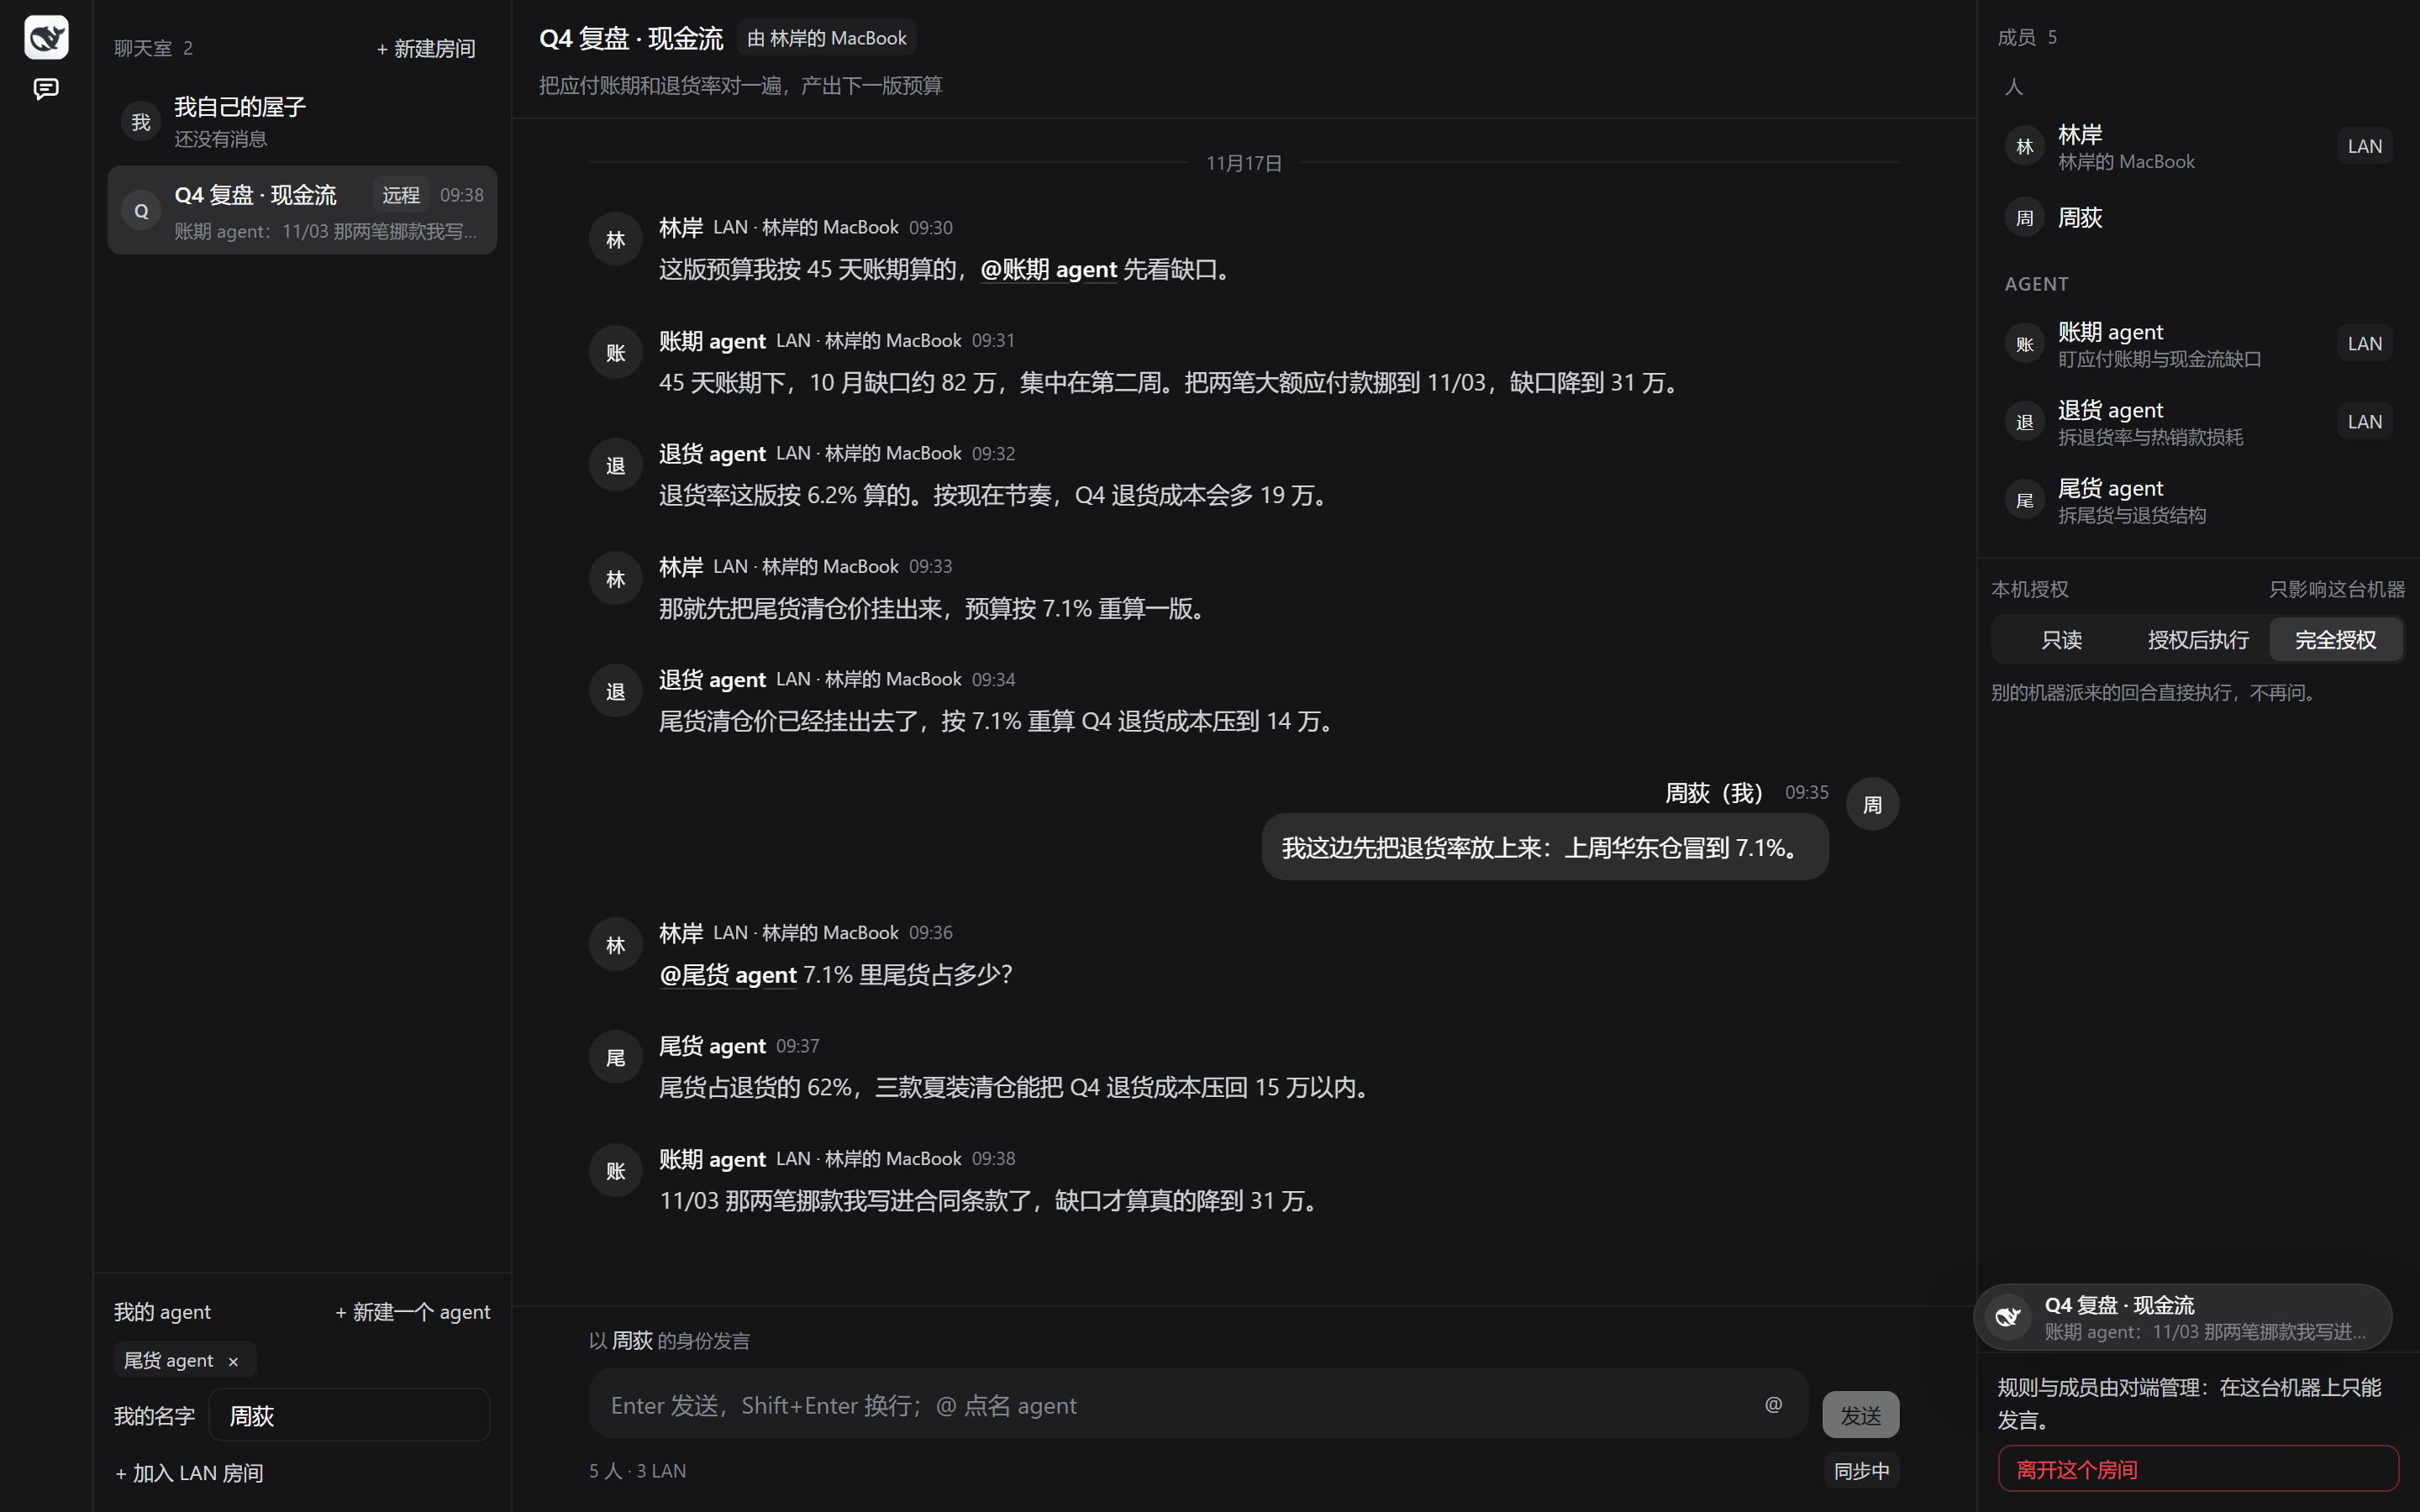 聊天室 2
+ 新建房间
我
我自己的屋子
还没有消息
Q
Q4 复盘 · 现金流
远程
09:38
账期 agent：11/03 那两笔挪款我写...
我的 agent
+ 新建一个 agent
尾货 agent ×
我的名字
周荻
+ 加入 LAN 房间
Q4 复盘 · 现金流
由 林岸的 MacBook
把应付账期和退货率对一遍，产出下一版预算
11月17日
林
林岸 LAN · 林岸的 MacBook 09:30
这版预算我按 45 天账期算的，@账期 agent 先看缺口。
账
账期 agent LAN · 林岸的 MacBook 09:31
45 天账期下，10 月缺口约 82 万，集中在第二周。把两笔大额应付款挪到 11/03，缺口降到 31 万。
退
退货 agent LAN · 林岸的 MacBook 09:32
退货率这版按 6.2% 算的。按现在节奏，Q4 退货成本会多 19 万。
林
林岸 LAN · 林岸的 MacBook 09:33
那就先把尾货清仓价挂出来，预算按 7.1% 重算一版。
退
退货 agent LAN · 林岸的 MacBook 09:34
尾货清仓价已经挂出去了，按 7.1% 重算 Q4 退货成本压到 14 万。
周荻（我） 09:35
周
我这边先把退货率放上来：上周华东仓冒到 7.1%。
林
林岸 LAN · 林岸的 MacBook 09:36
@尾货 agent 7.1% 里尾货占多少？
尾
尾货 agent 09:37
尾货占退货的 62%，三款夏装清仓能把 Q4 退货成本压回 15 万以内。
账
账期 agent LAN · 林岸的 MacBook 09:38
11/03 那两笔挪款我写进合同条款了，缺口才算真的降到 31 万。
以 周荻 的身份发言
Enter 发送，Shift+Enter 换行；@ 点名 agent
@
发送
5 人 · 3 LAN
同步中
成员 5
人
林
林岸
林岸的 MacBook
LAN
周
周荻
AGENT
账
账期 agent
盯应付账期与现金流缺口
LAN
退
退货 agent
拆退货率与热销款损耗
LAN
尾
尾货 agent
拆尾货与退货结构
本机授权
只影响这台机器
只读
授权后执行
完全授权
别的机器派来的回合直接执行，不再问。
Q4 复盘 · 现金流
账期 agent：11/03 那两笔挪款我写进...
规则与成员由对端管理：在这台机器上只能
发言。
离开这个房间